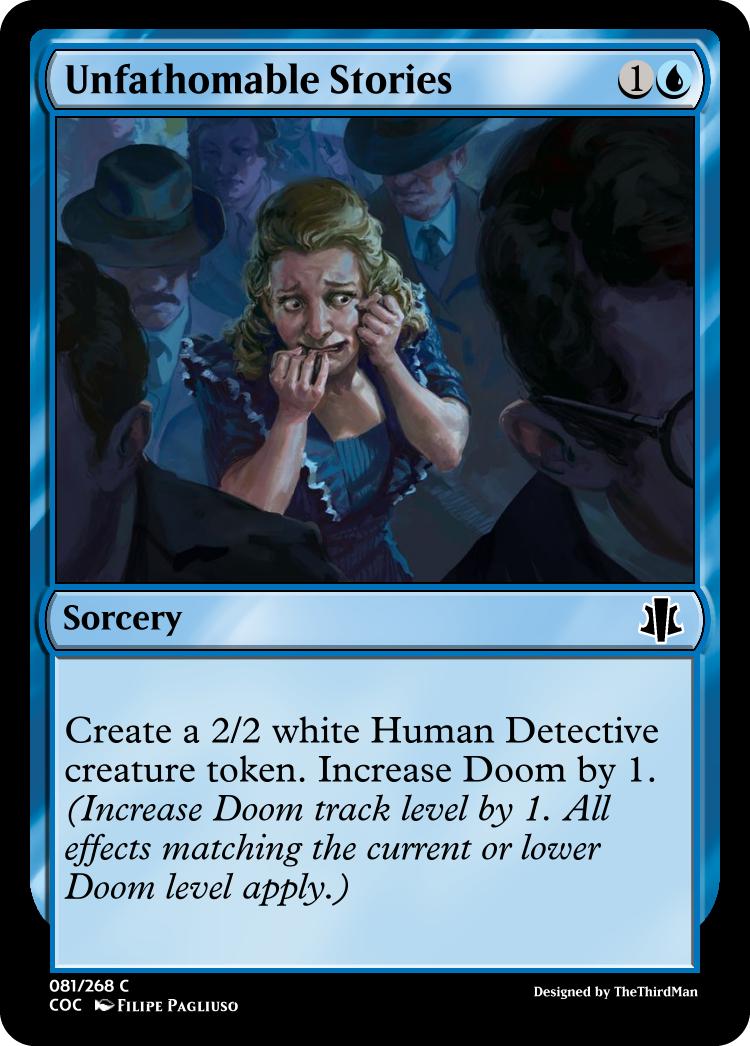 Unfathomable Stories 1
Sorcery
Create a 2/2 white Human Detective
creature token. Increase Doom by 1.
(Increase Doom track level by 1. All
effects matching the current or lower
Doom level apply.)
081/268 C
COC Filipe Pagliuso
Designed by TheThirdMan